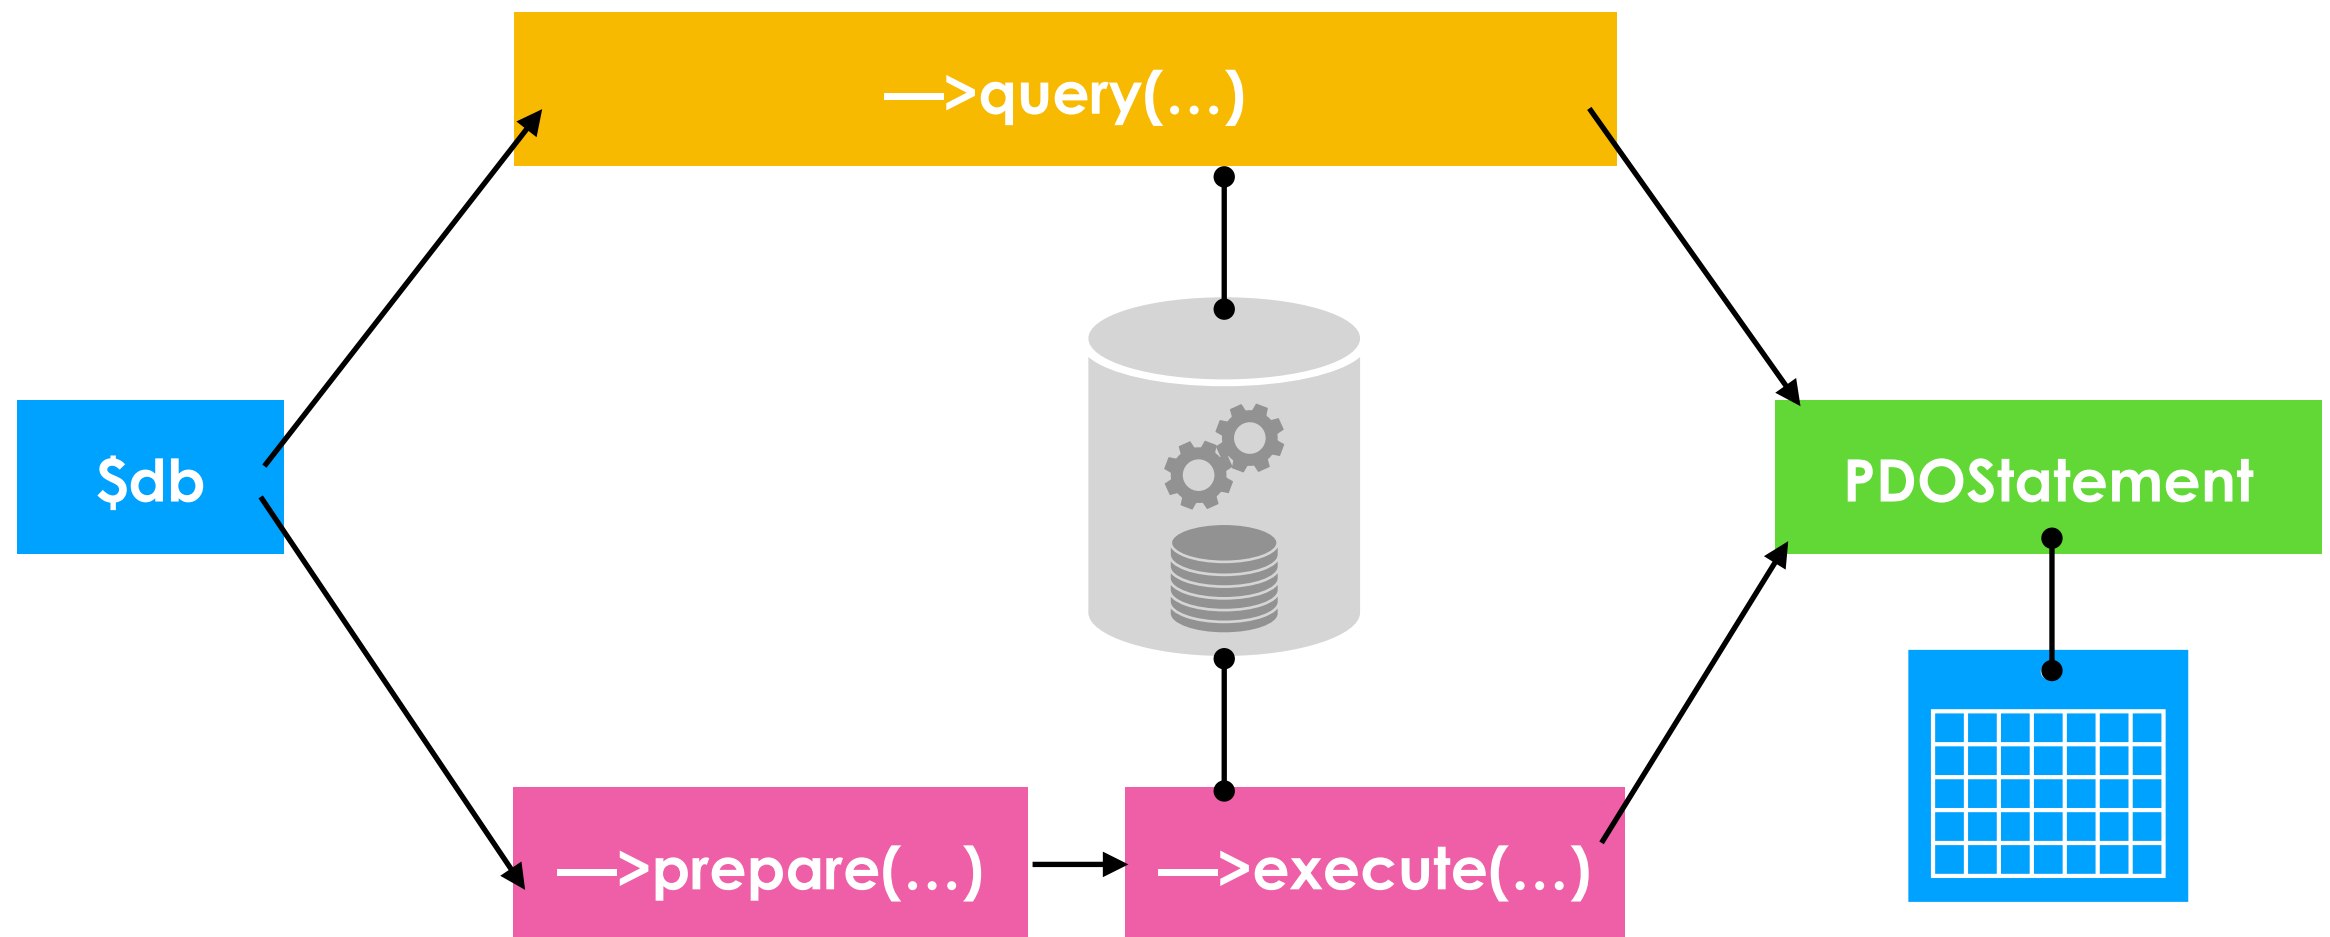 —>query(…)
$db
PDOStatement
—>prepare(…)
—>execute(…)